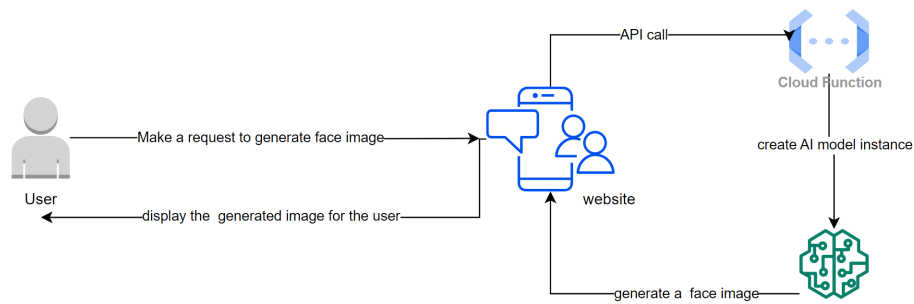 API call
Cloud Function
Make a request to generate face image
create AI model instance
User
website
display the generated image for the user
generate a face image